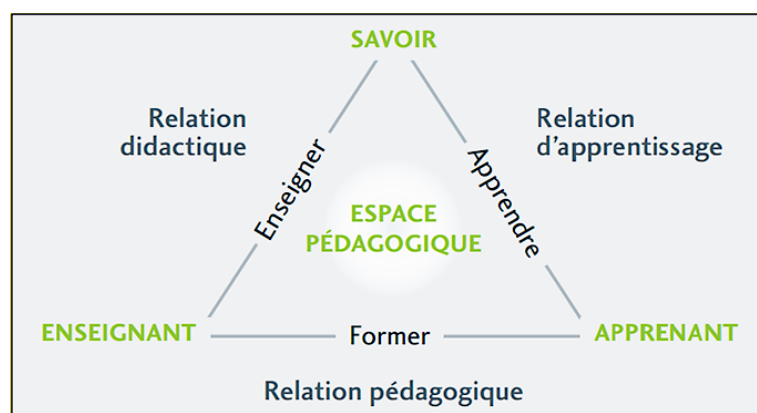 SAVOIR
Relation
didactique
Relation
d'apprentissage
Enseigner
Apprendre
ESPACE
PÉDAGOGIQUE
ENSEIGNANT
Former
APPRENANT
Relation pédagogique